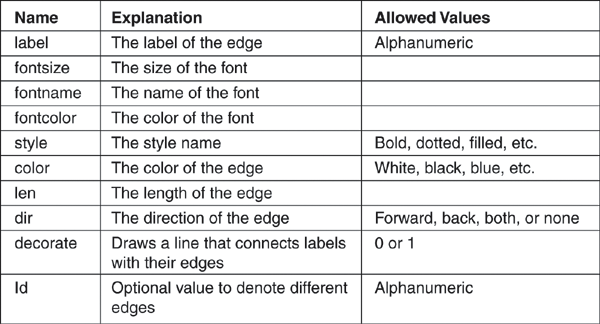 Name Explanation Allowed Values
label The label of the edge Alphanumeric
fontsize The size of the font
fontname The name of the font
fontcolor The color of the font
style The style name Bold, dotted, filled, etc.
color The color of the edge White, black, blue, etc.
len The length of the edge
dir The direction of the edge Forward, back, both, or none
decorate Draws a line that connects labels 0 or 1
with their edges
Id Optional value to denote different Alphanumeric
edges